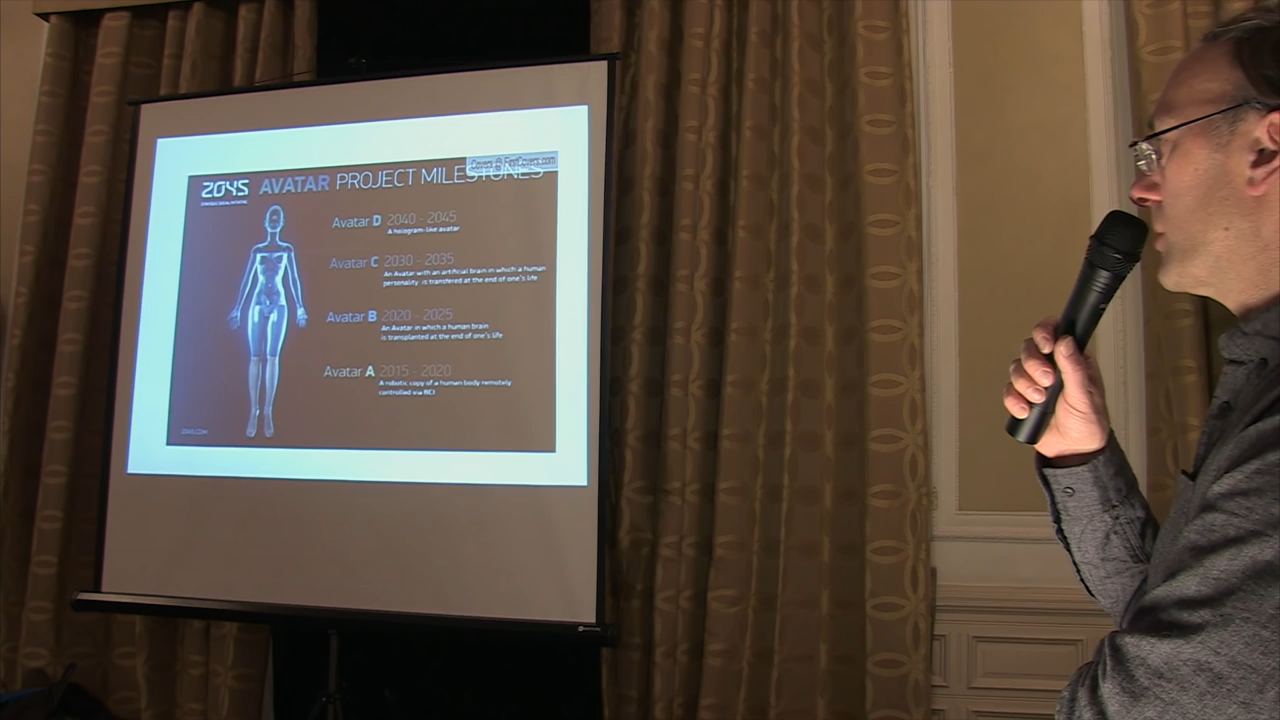 Covers @ FirstCovers.com
2045 AVATAR PROJECT MILESTONES
STRATEGIC SOCIAL INITIATIVE
Avatar D 2040 - 2045
A hologram-like avatar
Avatar C 2030 - 2035
An Avatar with an artificial brain in which a human
personality is transfered at the end of one's life
Avatar B 2020 - 2025
An Avatar in which a human brain
is transplanted at the end of one's life
Avatar A 2015 - 2020
A robotic copy of a human body remotely
controlled via BCI
2045.COM